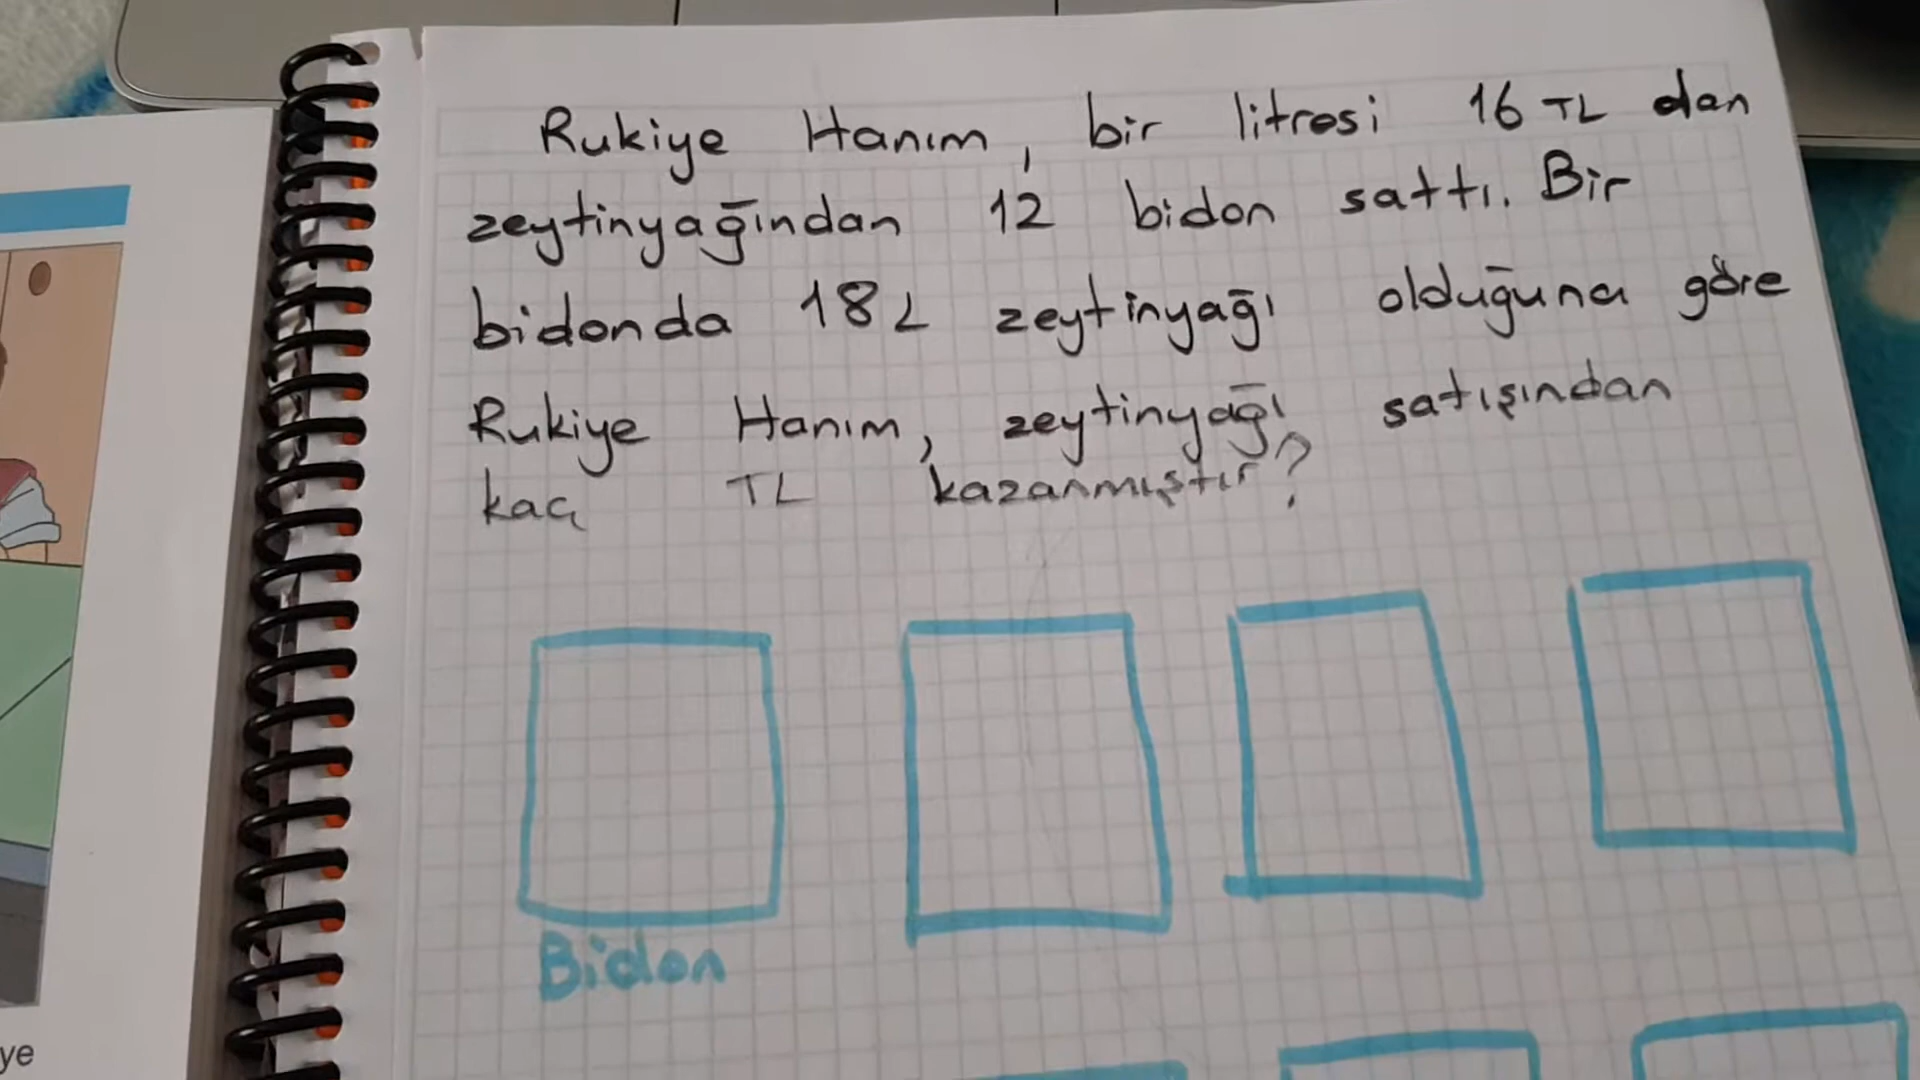 Rukiye Hanım, bir litresi 16 TL dan
zeytinyağından 12 bidon sattı. Bir
bidonda 18L zeytinyağı olduğuna göre
Rukiye Hanım, zeytinyağı satışından
kaç TL kazanmıştır?
Bidon
ye